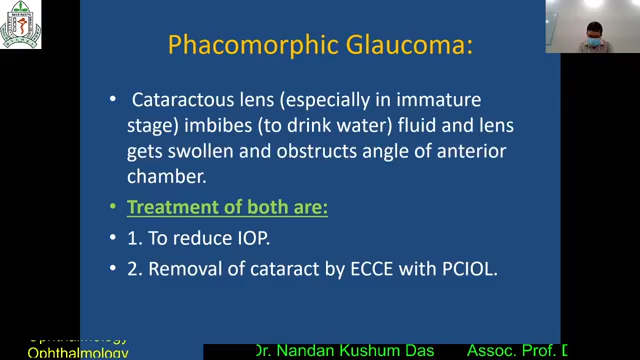 Phacomorphic Glaucoma:
• Cataractous lens (especially in immature
stage) imbibes (to drink water) fluid and lens
gets swollen and obstructs angle of anterior
chamber.
• Treatment of both are:
• 1. To reduce IOP.
• 2. Removal of cataract by ECCE with PCIOL.
Ophthalmology
Ophthalmology
Dr. Nandan Kushum Das Assoc. Prof. D